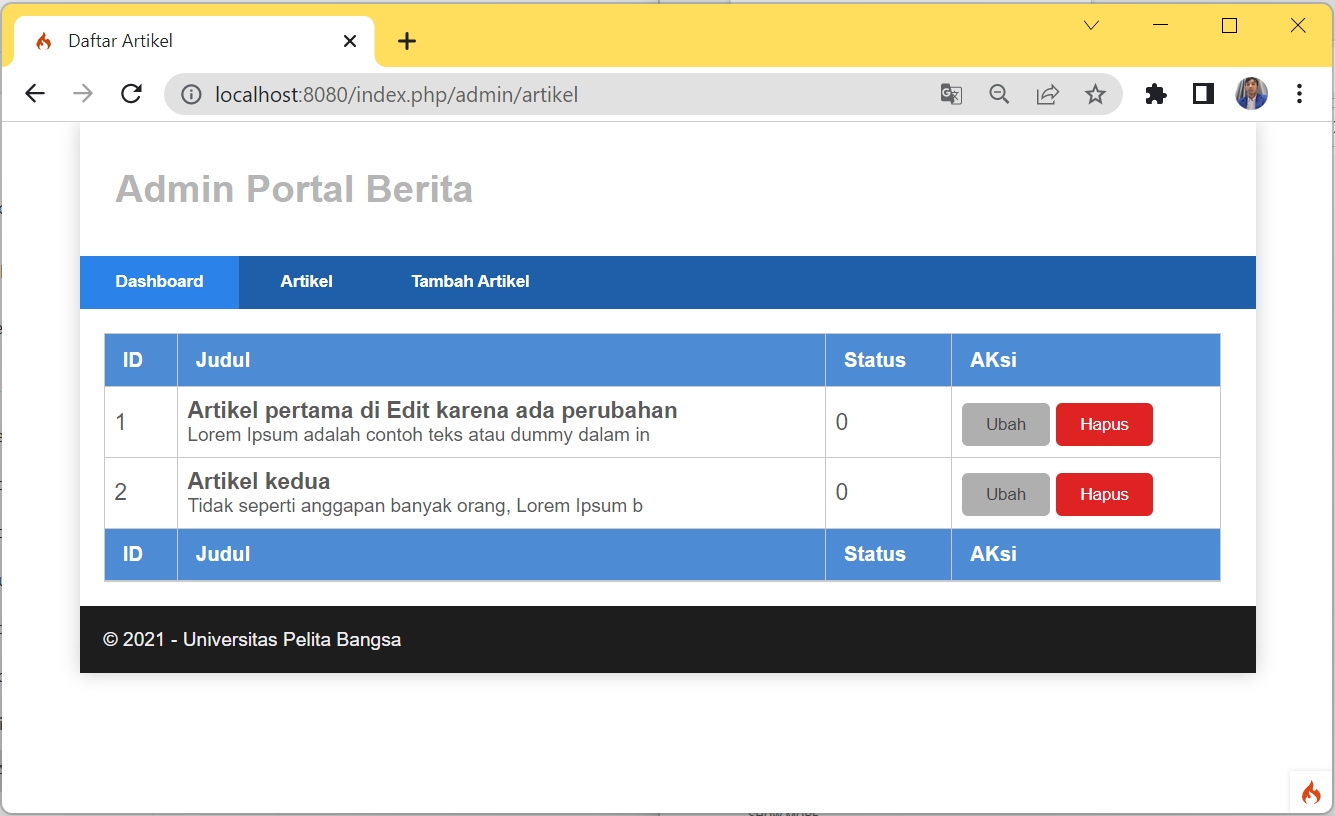 Daftar Artikel
localhost:8080/index.php/admin/artikel
Admin Portal Berita
Dashboard Artikel Tambah Artikel
ID Judul Status AKsi
1 Artikel pertama di Edit karena ada perubahan 0 Ubah Hapus
Lorem Ipsum adalah contoh teks atau dummy dalam in
2 Artikel kedua 0 Ubah Hapus
Tidak seperti anggapan banyak orang, Lorem Ipsum b
ID Judul Status AKsi
© 2021 - Universitas Pelita Bangsa